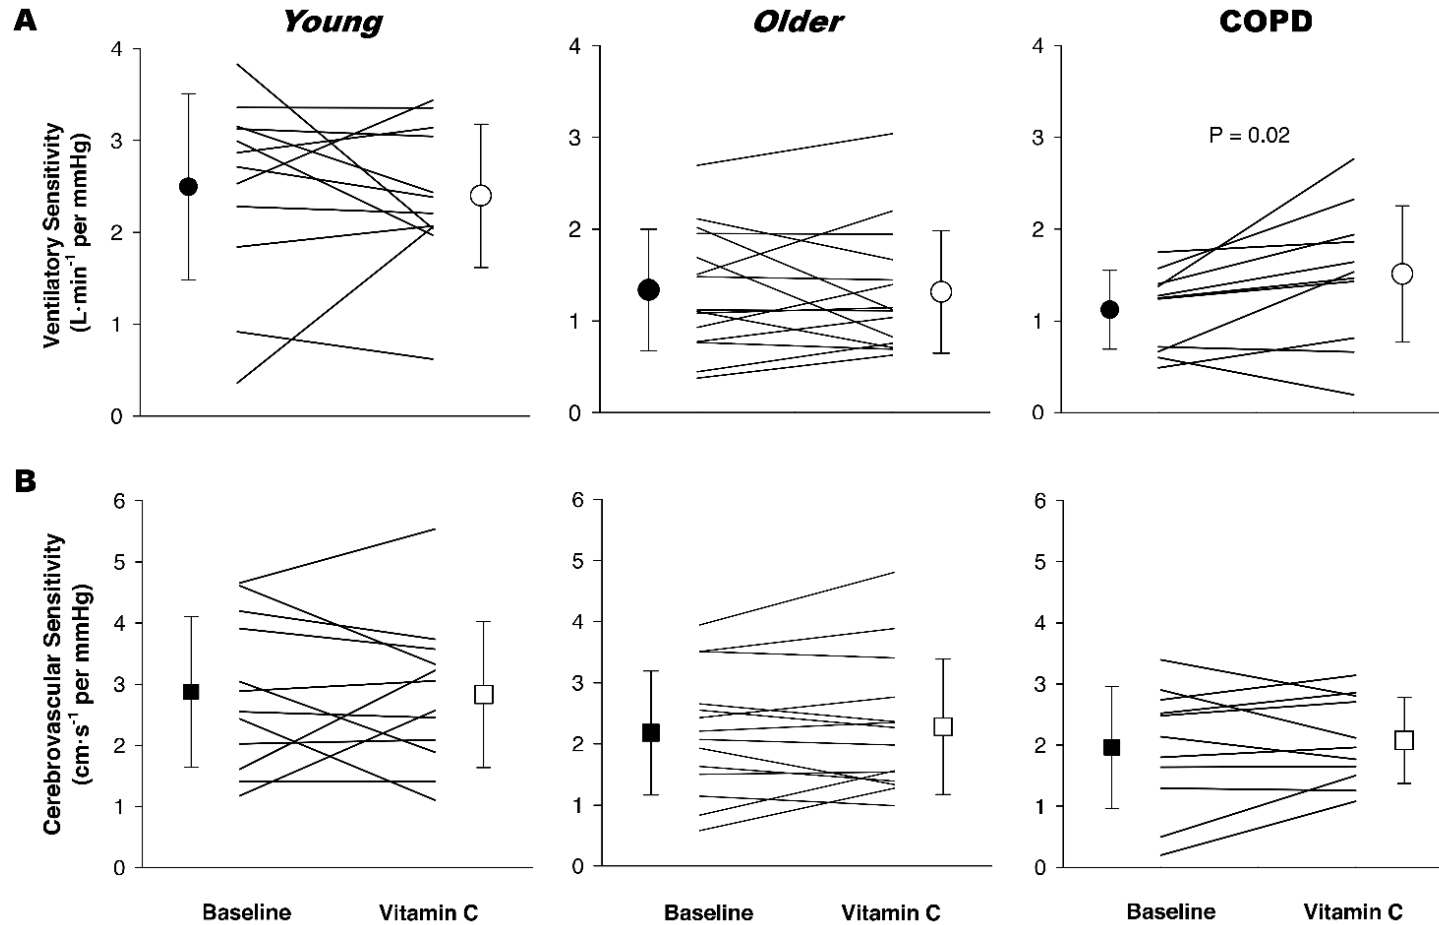 A
Young
Older
COPD
Ventilatory Sensitivity
(L·min⁻¹ per mmHg)
4
3
2
1
0
4
3
2
1
0
4
3
2
1
0
P = 0.02
B
Cerebrovascular Sensitivity
(cm·s⁻¹ per mmHg)
6
5
4
3
2
1
0
6
5
4
3
2
1
0
6
5
4
3
2
1
0
Baseline
Vitamin C
Baseline
Vitamin C
Baseline
Vitamin C